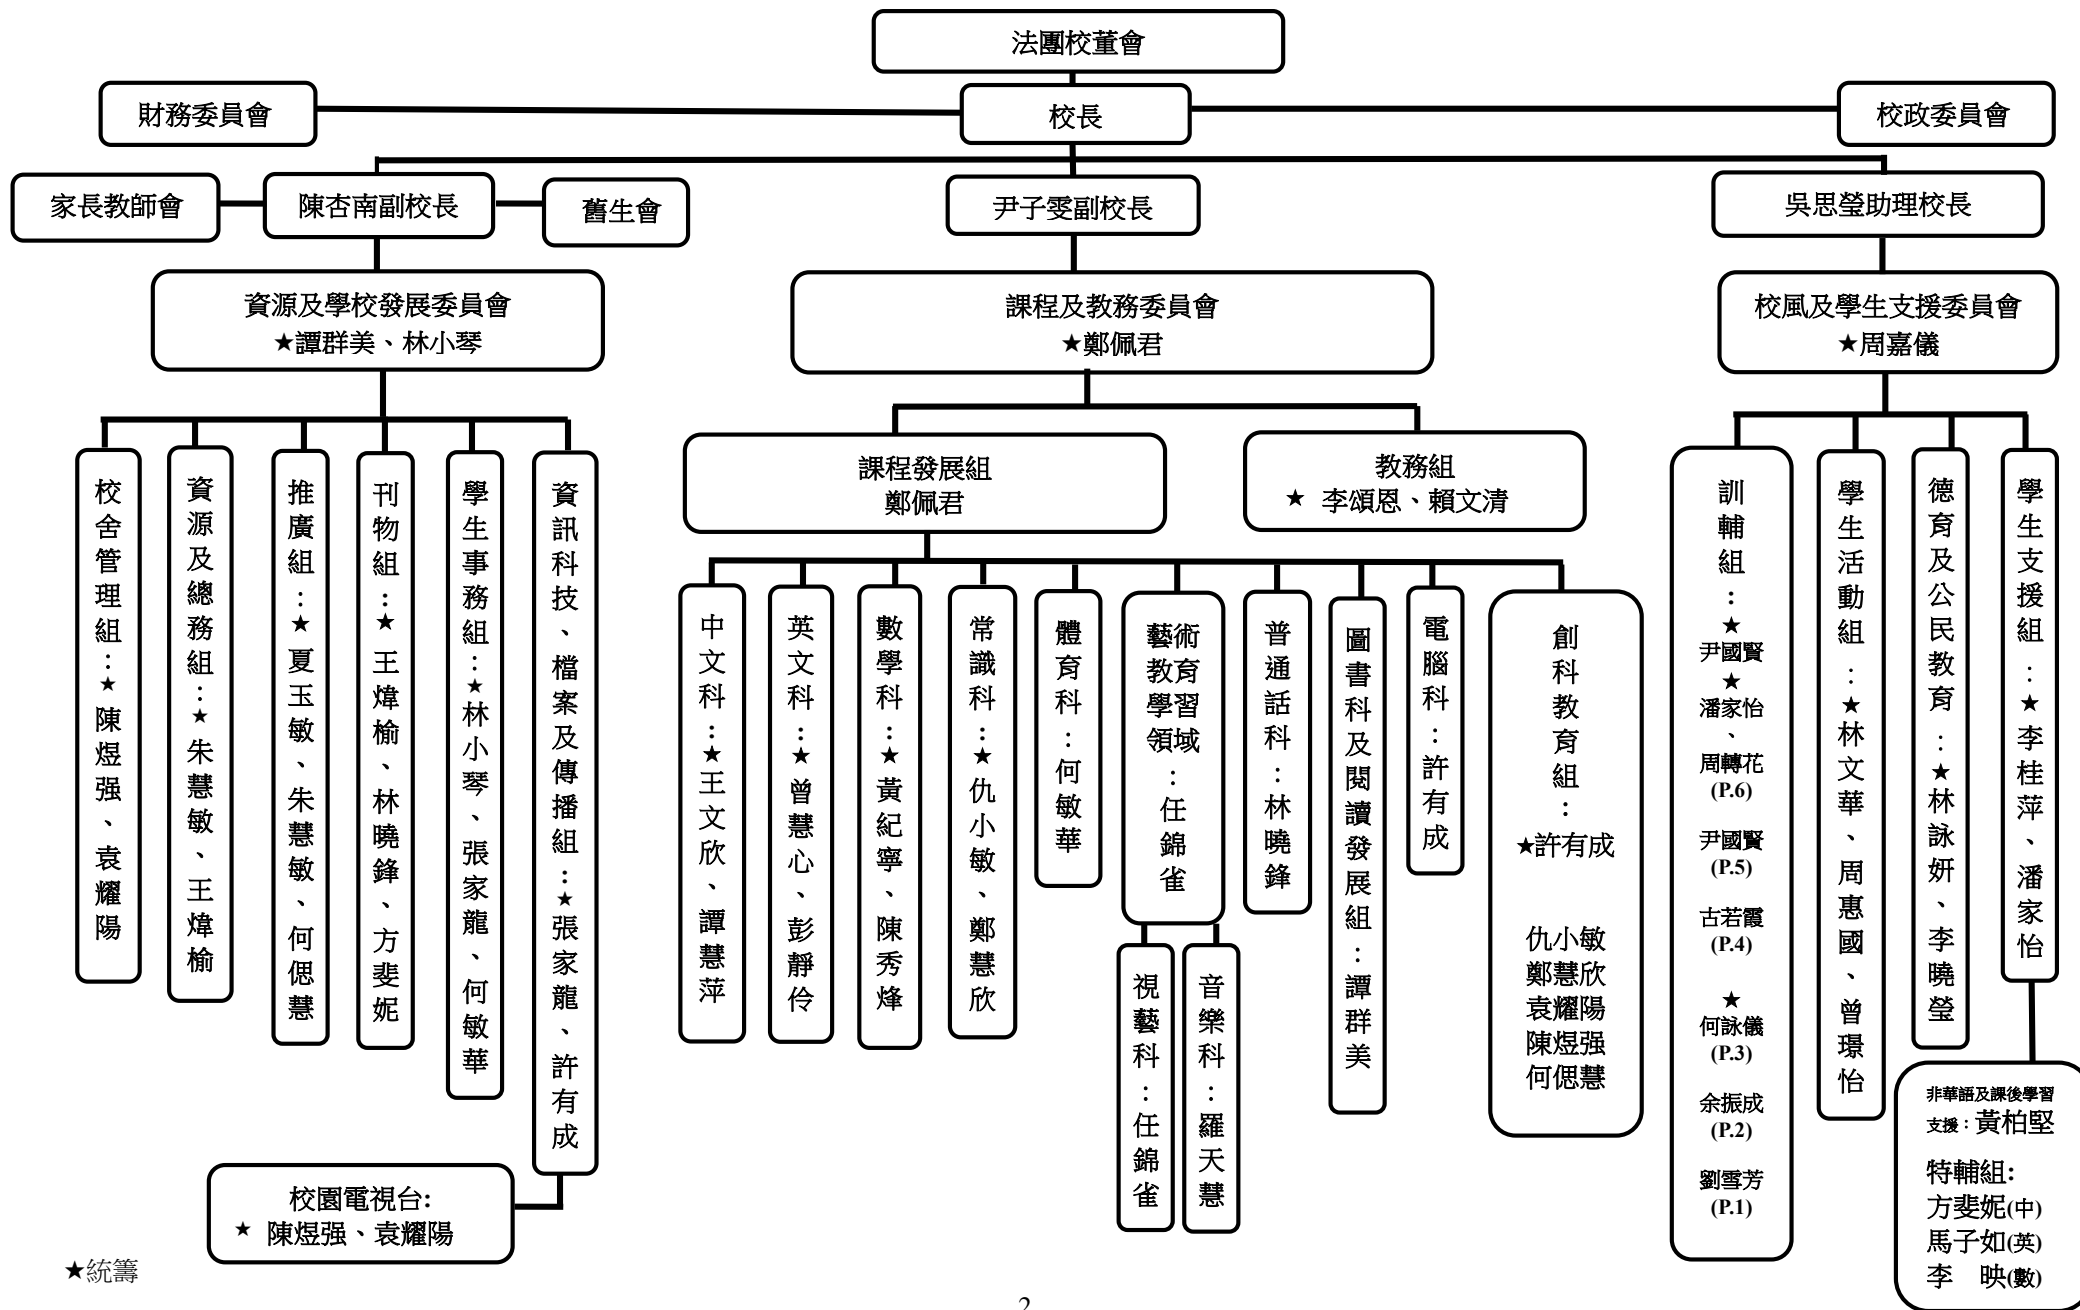 法團校董會
財務委員會
校長
校政委員會
家長教師會
陳杏南副校長
舊生會
尹子雯副校長
吳思瑩助理校長
資源及學校發展委員會
★譚群美、林小琴
課程及教務委員會
★鄭佩君
校風及學生支援委員會
★周嘉儀
校舍管理組：★陳煜强、袁耀陽
資源及總務組：★朱慧敏、王煒榆
推廣組：★夏玉敏、朱慧敏、何偲慧
刊物組：★王煒榆、林曉鋒、方斐妮
學生事務組：★林小琴、張家龍、何敏華
資訊科技、檔案及傳播組：★張家龍、許有成
校園電視台:
★ 陳煜强、袁耀陽
課程發展組
鄭佩君
教務組
★ 李頌恩、賴文清
中文科：★王文欣、譚慧萍
英文科：★曾慧心、彭靜伶
數學科：★黃紀寧、陳秀烽
常識科：★仇小敏、鄭慧欣
體育科：何敏華
藝術
教育
學習
領域
：任錦雀
視藝科：任錦雀
音樂科：羅天慧
普通話科：林曉鋒
圖書科及閱讀發展組：譚群美
電腦科：許有成
創科教育組：
★許有成
仇小敏
鄭慧欣
袁耀陽
陳煜强
何偲慧
訓輔組：
★
尹國賢
★
潘家怡
、
周轉花
(P.6)
尹國賢
(P.5)
古若霞
(P.4)
★
何詠儀
(P.3)
余振成
(P.2)
劉雪芳
(P.1)
學生活動組：★林文華、周惠國、曾璟怡
德育及公民教育：★林詠妍、李曉瑩
學生支援組：★李桂萍、潘家怡
非華語及課後學習
支援：黃柏堅
特輔組:
方斐妮(中)
馬子如(英)
李　映(數)
★統籌
2